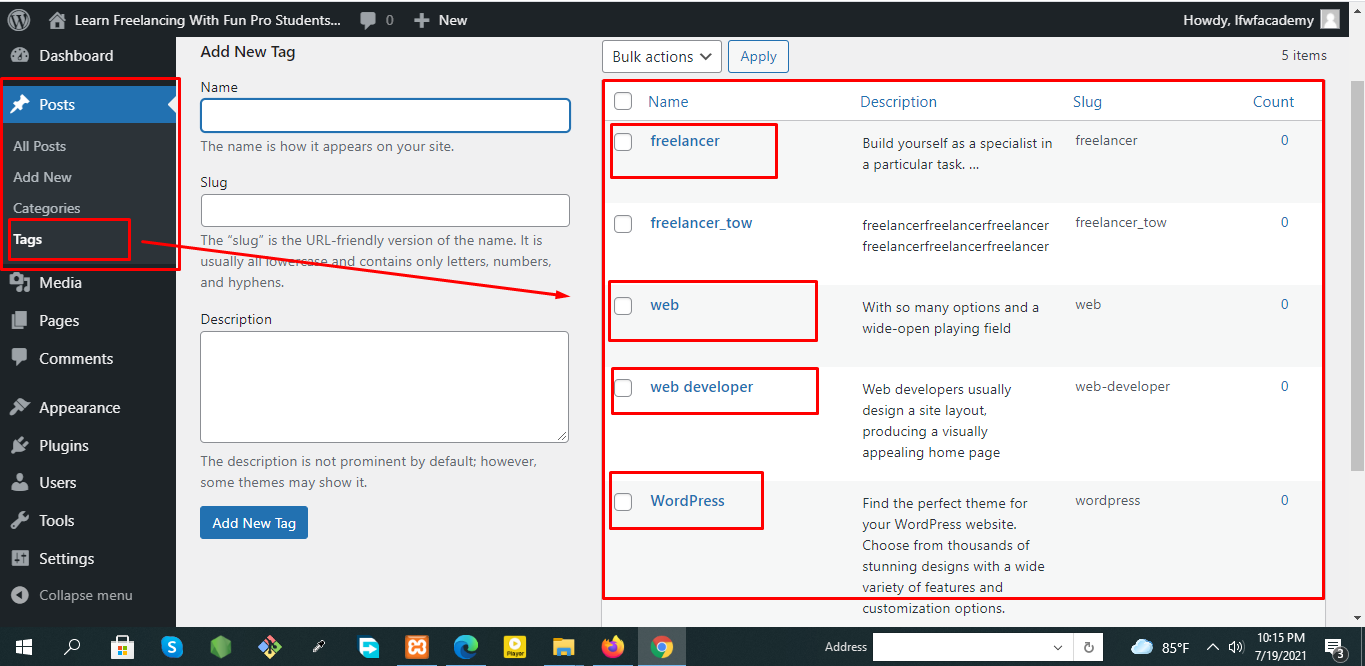 Learn Freelancing With Fun Pro Students...
0
New
Howdy, lfwfacademy
Dashboard
Posts
All Posts
Add New
Categories
Tags
Media
Pages
Comments
Appearance
Plugins
Users
Tools
Settings
Collapse menu
Add New Tag
Name
The name is how it appears on your site.
Slug
The “slug” is the URL-friendly version of the name. It is
usually all lowercase and contains only letters, numbers,
and hyphens.
Description
The description is not prominent by default; however,
some themes may show it.
Add New Tag
Bulk actions
Apply
5 items
Name Description Slug Count
freelancer
Build yourself as a specialist in
a particular task. ...
freelancer
0
freelancer_tow
freelancerfreelancerfreelancer
freelancerfreelancerfreelancer
freelancer_tow
0
web
With so many options and a
wide-open playing field
web
0
web developer
Web developers usually
design a site layout,
producing a visually
appealing home page
web-developer
0
WordPress
Find the perfect theme for
your WordPress website.
Choose from thousands of
stunning designs with a wide
variety of features and
customization options.
wordpress
0
Player
Address
85°F
10:15 PM
7/19/2021
3